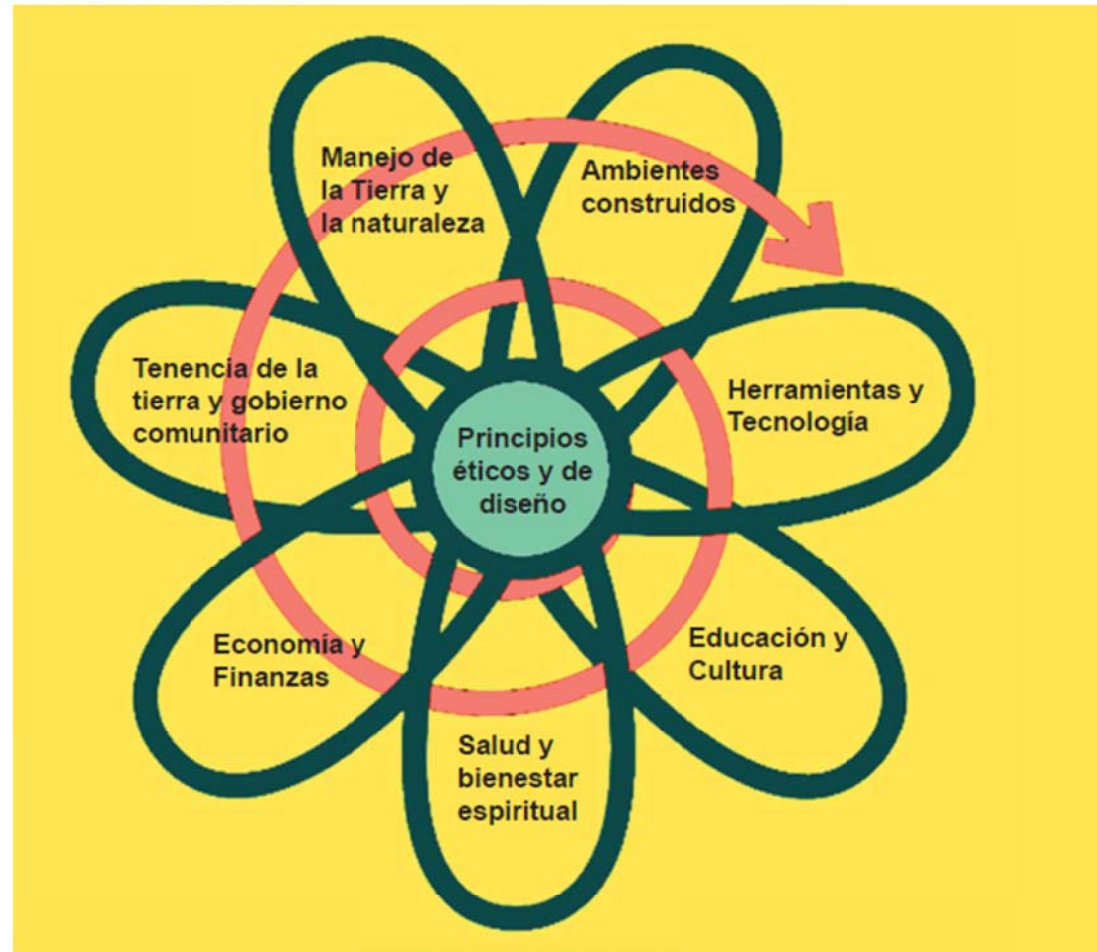 Manejo de
la Tierra y
la naturaleza
Ambientes
construidos
Tenencia de la
tierra y gobierno
comunitario
Herramientas y
Tecnología
Principios
éticos y de
diseño
Economía y
Finanzas
Educación y
Cultura
Salud y
bienestar
espiritual